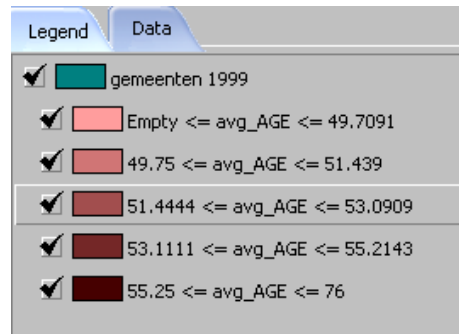 Legend Data
gemeenten 1999
Empty <= avg_AGE <= 49.7091
49.75 <= avg_AGE <= 51.439
51.4444 <= avg_AGE <= 53.0909
53.1111 <= avg_AGE <= 55.2143
55.25 <= avg_AGE <= 76